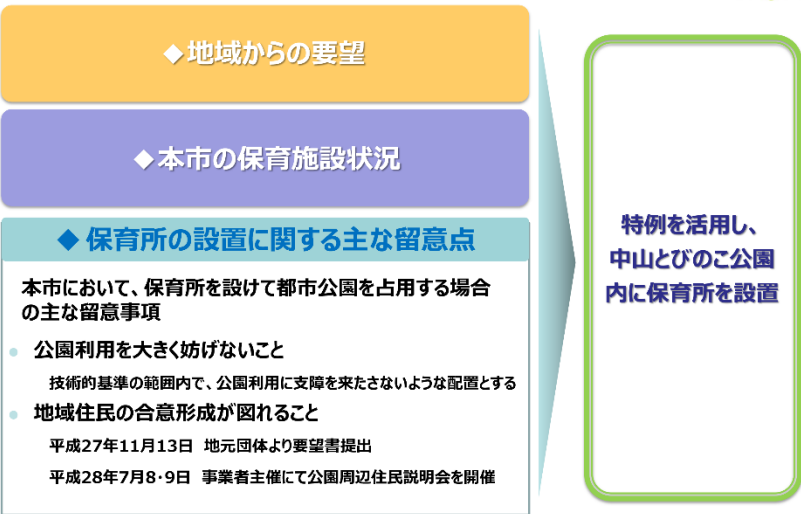 ◆地域からの要望
◆本市の保育施設状況
◆ 保育所の設置に関する主な留意点
本市において、保育所を設けて都市公園を占用する場合
の主な留意事項
● 公園利用を大きく妨げないこと
技術的基準の範囲内で、公園利用に支障を来たさないような配置とする
● 地域住民の合意形成が図れること
平成27年11月13日 地元団体より要望書提出
平成28年7月8・9日 事業者主催にて公園周辺住民説明会を開催
特例を活用し、
中山とびのこ公園
内に保育所を設置